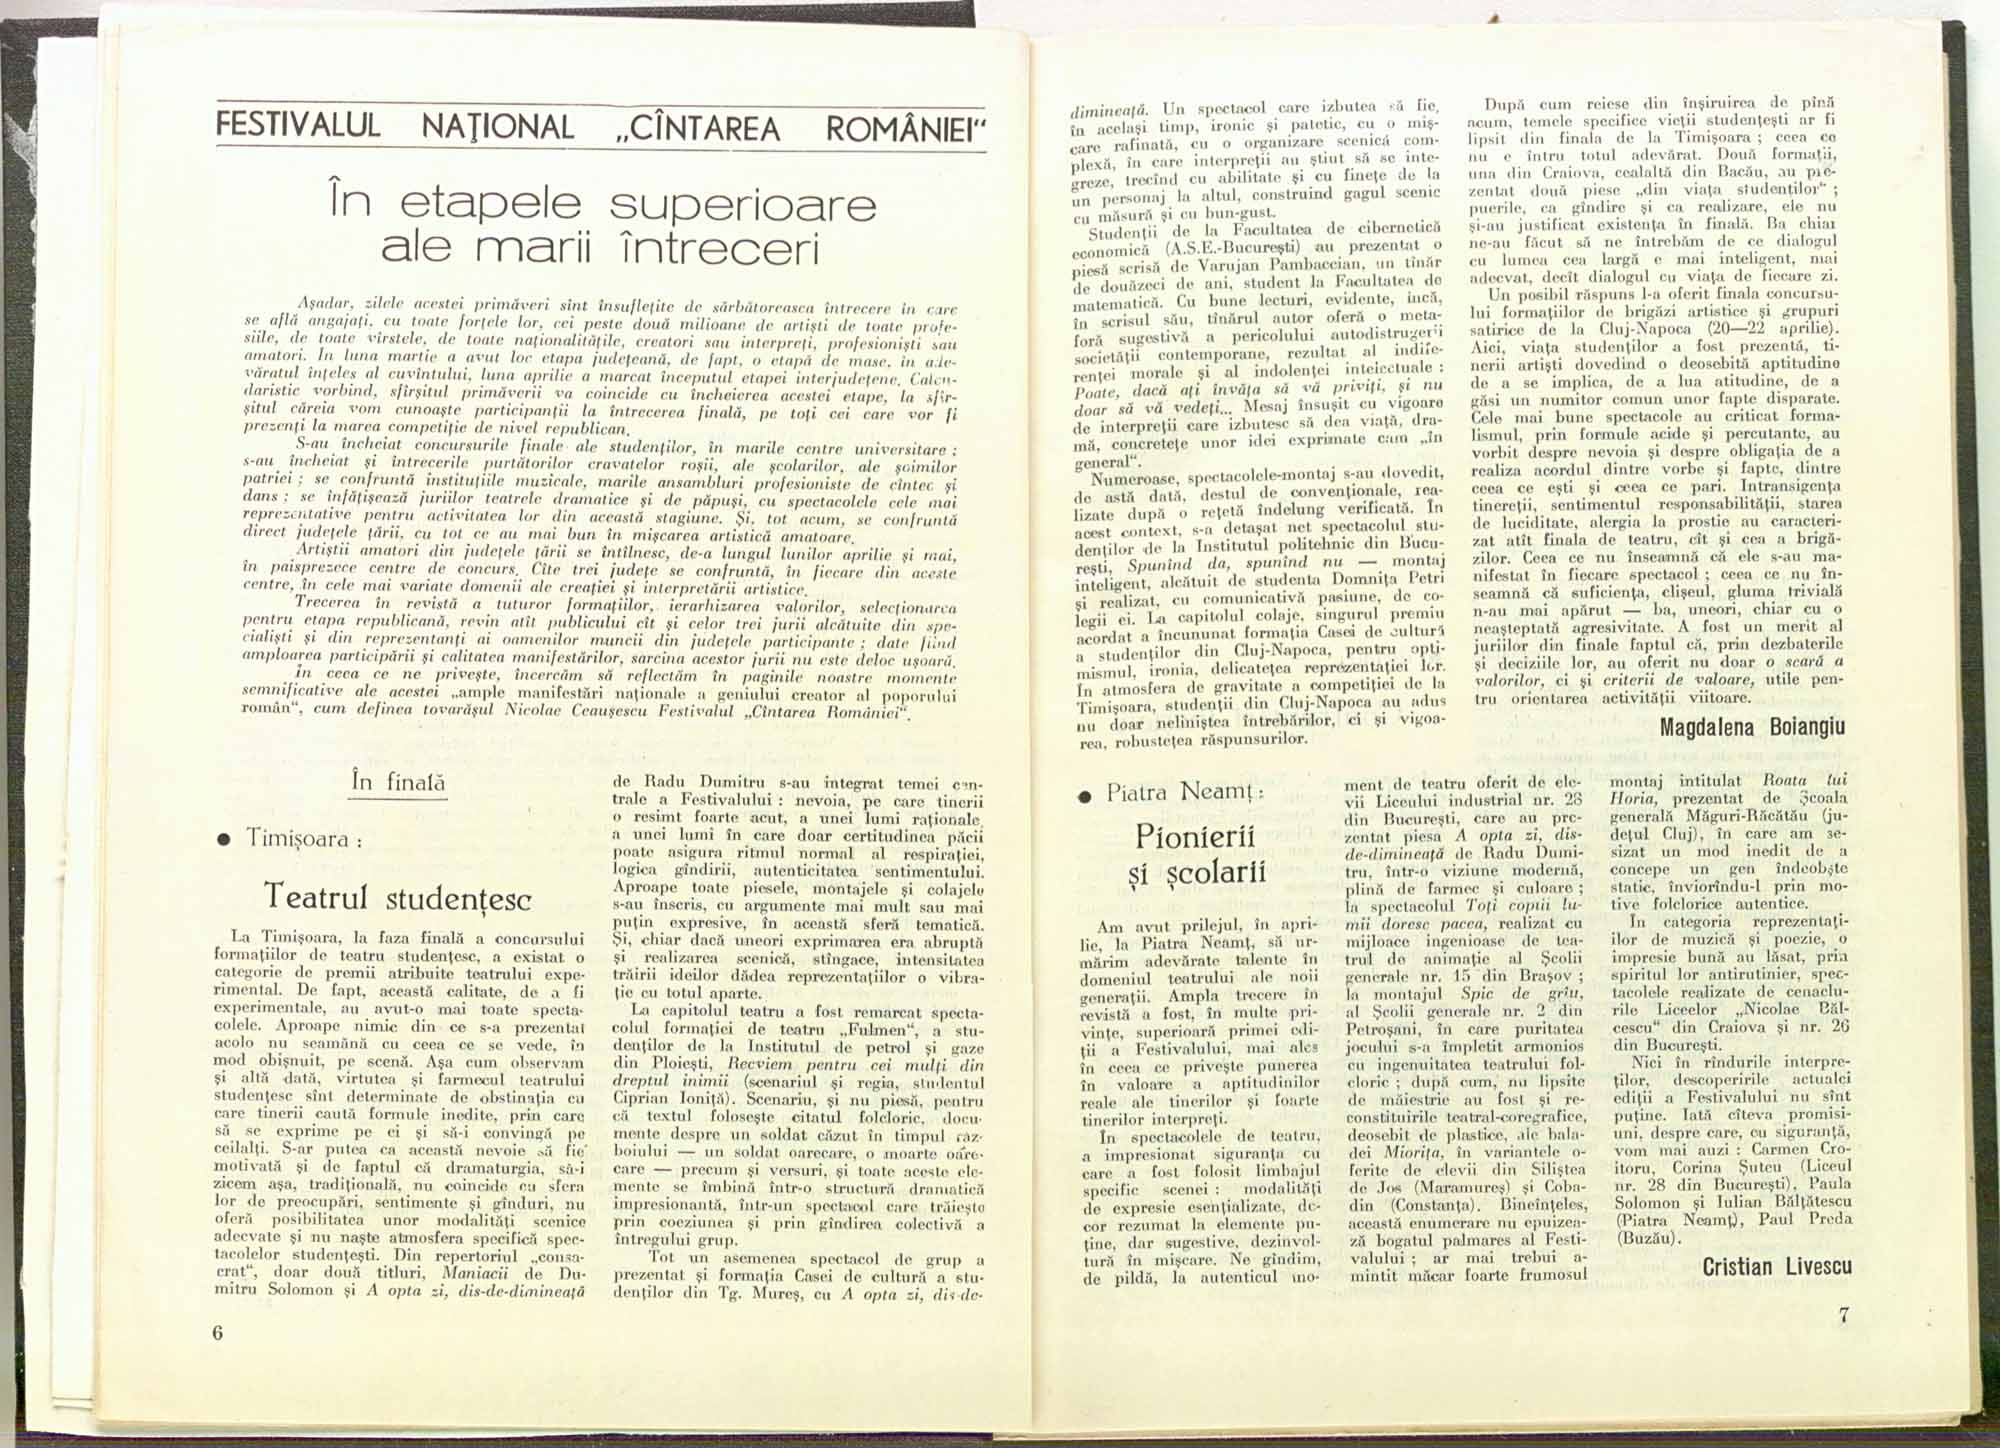 FESTIVALUL NAŢIONAL „CÎNTAREA ROMÂNIEI"
În etapele superioare
ale marii întreceri
Aşadar, zilele acestei primăveri sînt însufleţite de sărbătoreasca întrecere în care
se află angajaţi, cu toate forţele lor, cei peste două milioane de artişti de toate profe-
siile, de toate vîrstele, de toate naţionalităţile, creatori sau interpreţi, profesionişti sau
amatori. În luna martie a avut loc etapa judeţeană, de fapt, o etapă de mase, în ade-
văratul înţeles al cuvîntului, luna aprilie a marcat începutul etapei interjudeţene. Calen-
daristic vorbind, sfîrşitul primăverii va coincide cu încheierea acestei etape, la sfîr-
şitul căreia vom cunoaşte participanţii la întrecerea finală, pe toţi cei care vor fi
prezenţi la marea competiţie de nivel republican.
S-au încheiat concursurile finale ale studenţilor, în marile centre universitare ;
s-au încheiat şi întrecerile purtătorilor cravatelor roşii, ale şcolarilor, ale şoimilor
patriei ; se confruntă instituţiile muzicale, marile ansambluri profesioniste de cîntec şi
dans ; se înfăţişează juriilor teatrele dramatice şi de păpuşi, cu spectacolele cele mai
reprezentative pentru activitatea lor din această stagiune. Şi, tot acum, se confruntă
direct judeţele ţării, cu tot ce au mai bun în mişcarea artistică amatoare.
Artiştii amatori din judeţele ţării se întîlnesc, de-a lungul lunilor aprilie şi mai,
în paisprezece centre de concurs. Cîte trei judeţe se confruntă, în fiecare din aceste
centre, în cele mai variate domenii ale creaţiei şi interpretării artistice.
Trecerea în revistă a tuturor formaţiilor, ierarhizarea valorilor, selecţionarea
pentru etapa republicană, revin atît publicului cît şi celor trei jurii alcătuite din spe-
cialişti şi din reprezentanţi ai oamenilor muncii din judeţele participante ; date fiind
amploarea participării şi calitatea manifestărilor, sarcina acestor jurii nu este deloc uşoară.
În ceea ce ne priveşte, încercăm să reflectăm în paginile noastre momente
semnificative ale acestei „ample manifestări naţionale a geniului creator al poporului
român", cum definea tovarăşul Nicolae Ceauşescu Festivalul „Cîntarea României".
În finală
● Timişoara :
Teatrul studenţesc
La Timişoara, la faza finală a concursului
formaţiilor de teatru studenţesc, a existat o
categorie de premii atribuite teatrului expe-
rimental. De fapt, această calitate, de a fi
experimentale, au avut-o mai toate specta-
colele. Aproape nimic din ce s-a prezentat
acolo nu seamănă cu ceea ce se vede, în
mod obişnuit, pe scenă. Aşa cum observam
şi altă dată, virtutea şi farmecul teatrului
studenţesc sînt determinate de obstinaţia cu
care tinerii caută formule inedite, prin care
să se exprime pe ei şi să-i convingă pe
ceilalţi. S-ar putea ca această nevoie să fie
motivată şi de faptul că dramaturgia, să-i
zicem aşa, tradiţională, nu coincide cu sfera
lor de preocupări, sentimente şi gînduri, nu
oferă posibilitatea unor modalităţi scenice
adecvate şi nu naşte atmosfera specifică spec-
tacolelor studenţeşti. Din repertoriul „consa-
crat", doar două titluri, Maniacii de Du-
mitru Solomon şi A opta zi, dis-de-dimineaţă
de Radu Dumitru s-au integrat temei cen-
trale a Festivalului : nevoia, pe care tinerii
o resimt foarte acut, a unei lumi raţionale,
a unei lumi în care doar certitudinea păcii
poate asigura ritmul normal al respiraţiei,
logica gîndirii, autenticitatea sentimentului.
Aproape toate piesele, montajele şi colajele
s-au înscris, cu argumente mai mult sau mai
puţin expresive, în această sferă tematică.
Şi, chiar dacă uneori exprimarea era abruptă
şi realizarea scenică, stîngace, intensitatea
trăirii ideilor dădea reprezentaţiilor o vibra-
ţie cu totul aparte.
La capitolul teatru a fost remarcat specta-
colul formaţiei de teatru „Fulmen", a stu-
denţilor de la Institutul de petrol şi gaze
din Ploieşti, Recviem pentru cei mulţi din
dreptul inimii (scenariul şi regia, studentul
Ciprian Ioniţă). Scenariu, şi nu piesă, pentru
că textul foloseşte citatul folcloric, docu-
mente despre un soldat căzut în timpul răz-
boiului — un soldat oarecare, o moarte oare-
care — precum şi versuri, şi toate aceste ele-
mente se îmbină într-o structură dramatică
impresionantă, într-un spectacol care trăieşte
prin coeziunea şi prin gîndirea colectivă a
întregului grup.
Tot un asemenea spectacol de grup a
prezentat şi formaţia Casei de cultură a stu-
denţilor din Tg. Mureş, cu A opta zi, dis-de-
6
dimineaţă. Un spectacol care izbutea să fie,
în acelaşi timp, ironic şi patetic, cu o miş-
care rafinată, cu o organizare scenică com-
plexă, în care interpreţii au ştiut să se inte-
greze, trecînd cu abilitate şi cu fineţe de la
un personaj la altul, construind gagul scenic
cu măsură şi cu bun-gust.
Studenţii de la Facultatea de cibernetică
economică (A.S.E.-Bucureşti) au prezentat o
piesă scrisă de Varujan Pambaccian, un tînăr
de douăzeci de ani, student la Facultatea de
matematică. Cu bune lecturi, evidente, încă,
în scrisul său, tînărul autor oferă o meta-
foră sugestivă a pericolului autodistrugerii
societăţii contemporane, rezultat al indife-
renţei morale şi al indolenţei intelectuale :
Poate, dacă aţi învăţa să vă priviţi, şi nu
doar să vă vedeţi... Mesaj însuşit cu vigoare
de interpreţii care izbutesc să dea viaţă, dra-
mă, concreteţe unor idei exprimate cam „în
general".
Numeroase, spectacolele-montaj s-au dovedit,
de astă dată, destul de convenţionale, rea-
lizate după o reţetă îndelung verificată. În
acest context, s-a detaşat net spectacolul stu-
denţilor de la Institutul politehnic din Bucu-
reşti, Spunînd da, spunînd nu — montaj
inteligent, alcătuit de studenta Domniţa Petri
şi realizat, cu comunicativă pasiune, de co-
legii ei. La capitolul colaje, singurul premiu
acordat a încununat formaţia Casei de cultură
a studenţilor din Cluj-Napoca, pentru opti-
mismul, ironia, delicateţea reprezentaţiei lor.
În atmosfera de gravitate a competiţiei de la
Timişoara, studenţii din Cluj-Napoca au adus
nu doar neliniştea întrebărilor, ci şi vigoa-
rea, robusteţea răspunsurilor.
După cum reiese din înşiruirea de pînă
acum, temele specifice vieţii studenţeşti ar fi
lipsit din finala de la Timişoara ; ceea ce
nu e întru totul adevărat. Două formaţii,
una din Craiova, cealaltă din Bacău, au pre-
zentat două piese „din viaţa studenţilor" ;
puerile, ca gîndire şi ca realizare, ele nu
şi-au justificat existenţa în finală. Ba chiar
ne-au făcut să ne întrebăm de ce dialogul
cu lumea cea largă e mai inteligent, mai
adecvat, decît dialogul cu viaţa de fiecare zi.
Un posibil răspuns l-a oferit finala concursu-
lui formaţiilor de brigăzi artistice şi grupuri
satirice de la Cluj-Napoca (20—22 aprilie).
Aici, viaţa studenţilor a fost prezentă, ti-
nerii artişti dovedind o deosebită aptitudine
de a se implica, de a lua atitudine, de a
găsi un numitor comun unor fapte disparate.
Cele mai bune spectacole au criticat forma-
lismul, prin formule acide şi percutante, au
vorbit despre nevoia şi despre obligaţia de a
realiza acordul dintre vorbe şi fapte, dintre
ceea ce eşti şi ceea ce pari. Intransigenţa
tinereţii, sentimentul responsabilităţii, starea
de luciditate, alergia la prostie au caracteri-
zat atît finala de teatru, cît şi cea a brigă-
zilor. Ceea ce nu înseamnă că ele s-au ma-
nifestat în fiecare spectacol ; ceea ce nu în-
seamnă că suficienţa, clişeul, gluma trivială
n-au mai apărut — ba, uneori, chiar cu o
neaşteptată agresivitate. A fost un merit al
juriilor din finale faptul că, prin dezbaterile
şi deciziile lor, au oferit nu doar o scară a
valorilor, ci şi criterii de valoare, utile pen-
tru orientarea activităţii viitoare.
Magdalena Boiangiu
● Piatra Neamţ :
Pionierii
şi şcolarii
Am avut prilejul, în apri-
lie, la Piatra Neamţ, să ur-
mărim adevărate talente în
domeniul teatrului ale noii
generaţii. Ampla trecere în
revistă a fost, în multe pri-
vinţe, superioară primei edi-
ţii a Festivalului, mai ales
în ceea ce priveşte punerea
în valoare a aptitudinilor
reale ale tinerilor şi foarte
tinerilor interpreţi.
În spectacolele de teatru,
a impresionat siguranţa cu
care a fost folosit limbajul
specific scenei : modalităţi
de expresie esenţializate, de-
cor rezumat la elemente pu-
ţine, dar sugestive, dezinvol-
tură în mişcare. Ne gîndim,
de pildă, la autenticul mo-
ment de teatru oferit de ele-
vii Liceului industrial nr. 28
din Bucureşti, care au pre-
zentat piesa A opta zi, dis-
de-dimineaţă de Radu Dumi-
tru, într-o viziune modernă,
plină de farmec şi culoare ;
la spectacolul Toţi copiii lu-
mii doresc pacea, realizat cu
mijloace ingenioase de tea-
trul de animaţie al Şcolii
generale nr. 15 din Braşov ;
la montajul Spic de grîu,
al Şcolii generale nr. 2 din
Petroşani, în care puritatea
jocului s-a împletit armonios
cu ingenuitatea teatrului fol-
cloric ; după cum, nu lipsite
de măiestrie au fost şi re-
constituirile teatral-coregrafice,
deosebit de plastice, ale bala-
dei Mioriţa, în variantele o-
ferite de elevii din Siliştea
de Jos (Maramureş) şi Coba-
din (Constanţa). Bineînţeles,
această enumerare nu epuizea-
ză bogatul palmares al Festi-
valului ; ar mai trebui a-
mintit măcar foarte frumosul
montaj intitulat Roata lui
Horia, prezentat de Şcoala
generală Măguri-Răcătău (ju-
deţul Cluj), în care am se-
sizat un mod inedit de a
concepe un gen îndeobşte
static, înviorîndu-l prin mo-
tive folclorice autentice.
În categoria reprezentaţi-
ilor de muzică şi poezie, o
impresie bună au lăsat, prin
spiritul lor antirutinier, spec-
tacolele realizate de cenaclu-
rile Liceelor „Nicolae Băl-
cescu" din Craiova şi nr. 26
din Bucureşti.
Nici în rîndurile interpre-
ţilor, descoperirile actualei
ediţii a Festivalului nu sînt
puţine. Iată cîteva promisi-
uni, despre care, cu siguranţă,
vom mai auzi : Carmen Cro-
itoru, Corina Şuteu (Liceul
nr. 28 din Bucureşti), Paula
Solomon şi Iulian Bălţătescu
(Piatra Neamţ), Paul Preda
(Buzău).
Cristian Livescu
7